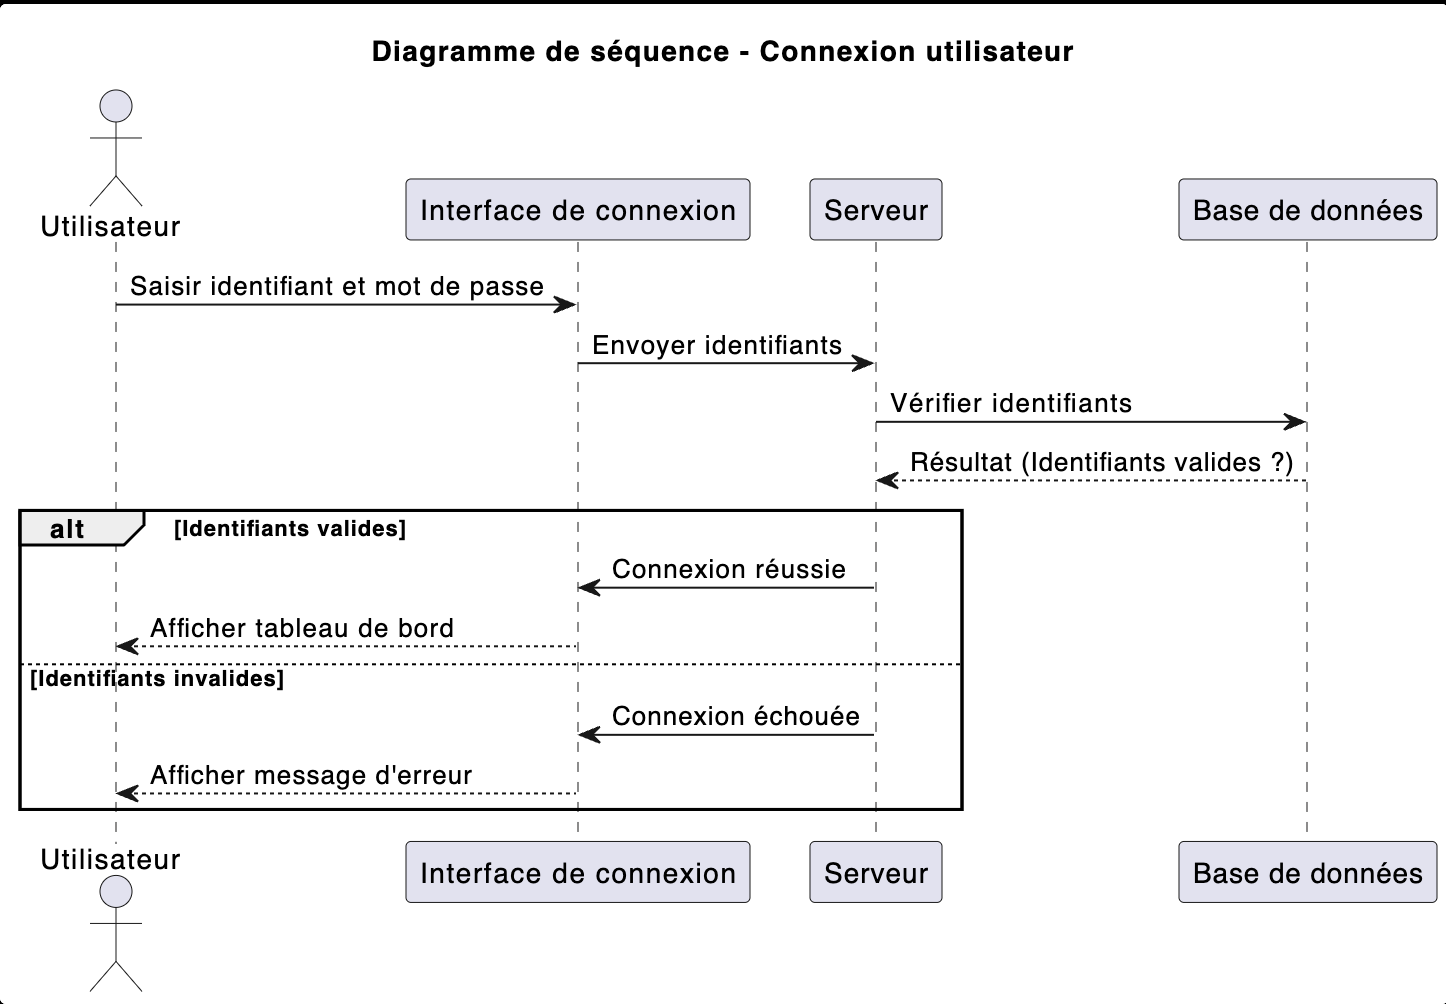 Diagramme de séquence - Connexion utilisateur
Utilisateur
Interface de connexion
Serveur
Base de données
Saisir identifiant et mot de passe
Envoyer identifiants
Vérifier identifiants
Résultat (Identifiants valides ?)
alt
[Identifiants valides]
Connexion réussie
Afficher tableau de bord
[Identifiants invalides]
Connexion échouée
Afficher message d'erreur
Utilisateur
Interface de connexion
Serveur
Base de données